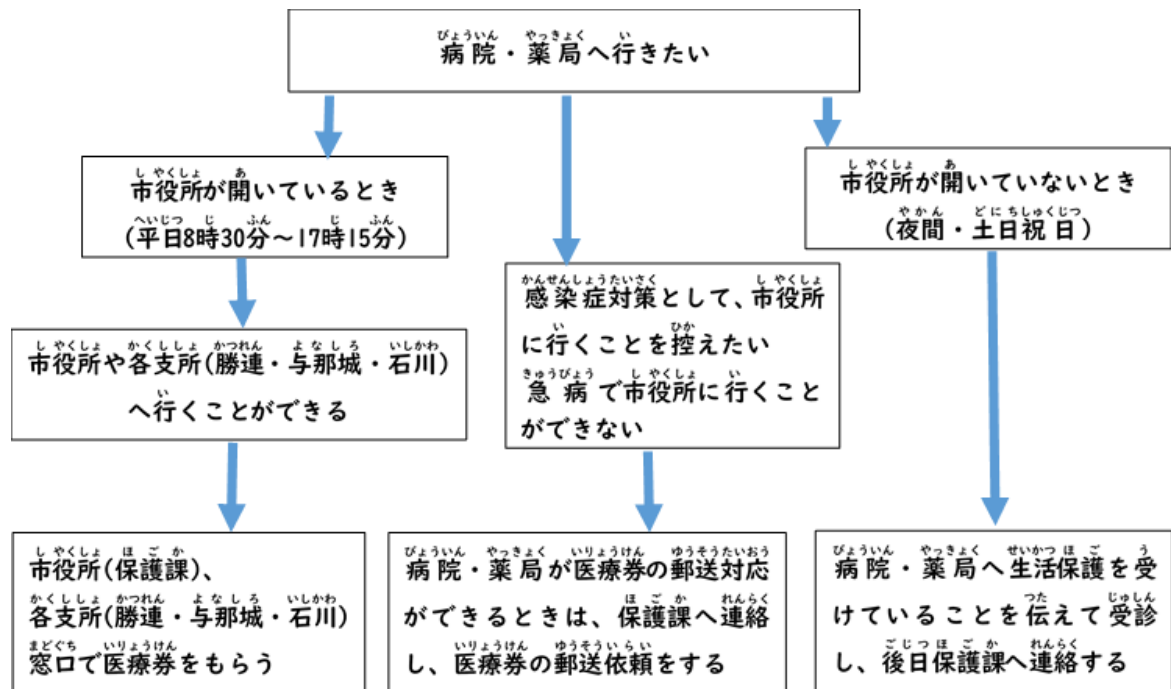 病院・薬局へ行きたい
市役所が開いているとき
(平日8時30分～17時15分)
市役所や各支所(勝連・与那城・石川)
へ行くことができる
市役所(保護課)、
各支所(勝連・与那城・石川)
窓口で医療券をもらう
感染症対策として、市役所
に行くことを控えたい
急病で市役所に行くこと
ができない
病院・薬局が医療券の郵送対応
ができるときは、保護課へ連絡
し、医療券の郵送依頼をする
市役所が開いていないとき
(夜間・土日祝日)
病院・薬局へ生活保護を受
けていることを伝えて受診
し、後日保護課へ連絡する